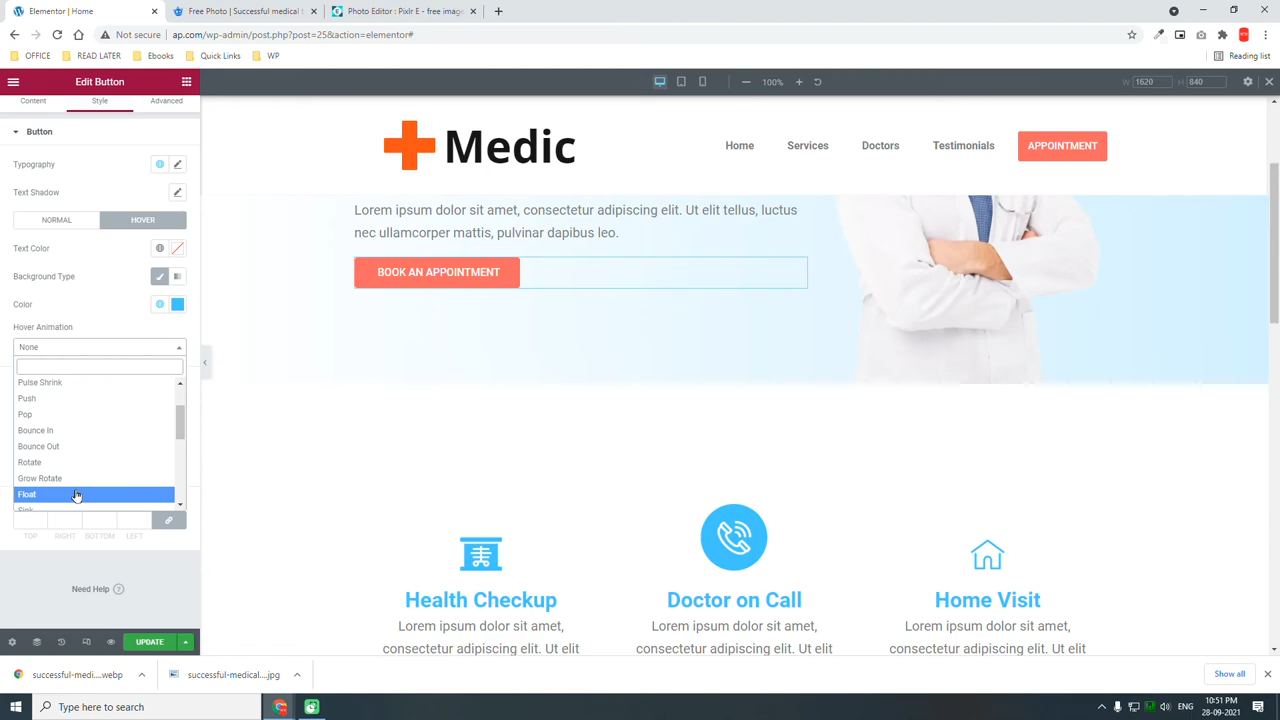 Elementor | Home
Free Photo | Successful medical t
Photo Editor : Pixlr E - free imag
Not secure
ap.com/wp-admin/post.php?post=25&action=elementor#
OFFICE
READ LATER
Ebooks
Quick Links
WP
Reading list
Edit Button
100%
W: 1620
H: 840
Content
Style
Advanced
Button
Typography
Text Shadow
NORMAL
HOVER
Text Color
Background Type
Color
Hover Animation
None
Pulse Shrink
Push
Pop
Bounce In
Bounce Out
Rotate
Grow Rotate
Float
Sink
TOP
RIGHT
BOTTOM
LEFT
Need Help ?
UPDATE
Medic
Home
Services
Doctors
Testimonials
APPOINTMENT
Lorem ipsum dolor sit amet, consectetur adipiscing elit. Ut elit tellus, luctus
nec ullamcorper mattis, pulvinar dapibus leo.
BOOK AN APPOINTMENT
Health Checkup
Lorem ipsum dolor sit amet,
consectetur adipiscing elit. Ut
Doctor on Call
Lorem ipsum dolor sit amet,
consectetur adipiscing elit. Ut
Home Visit
Lorem ipsum dolor sit amet,
consectetur adipiscing elit. Ut
successful-medi....webp
successful-medical....jpg
Show all
Type here to search
ENG
10:51 PM
28-09-2021